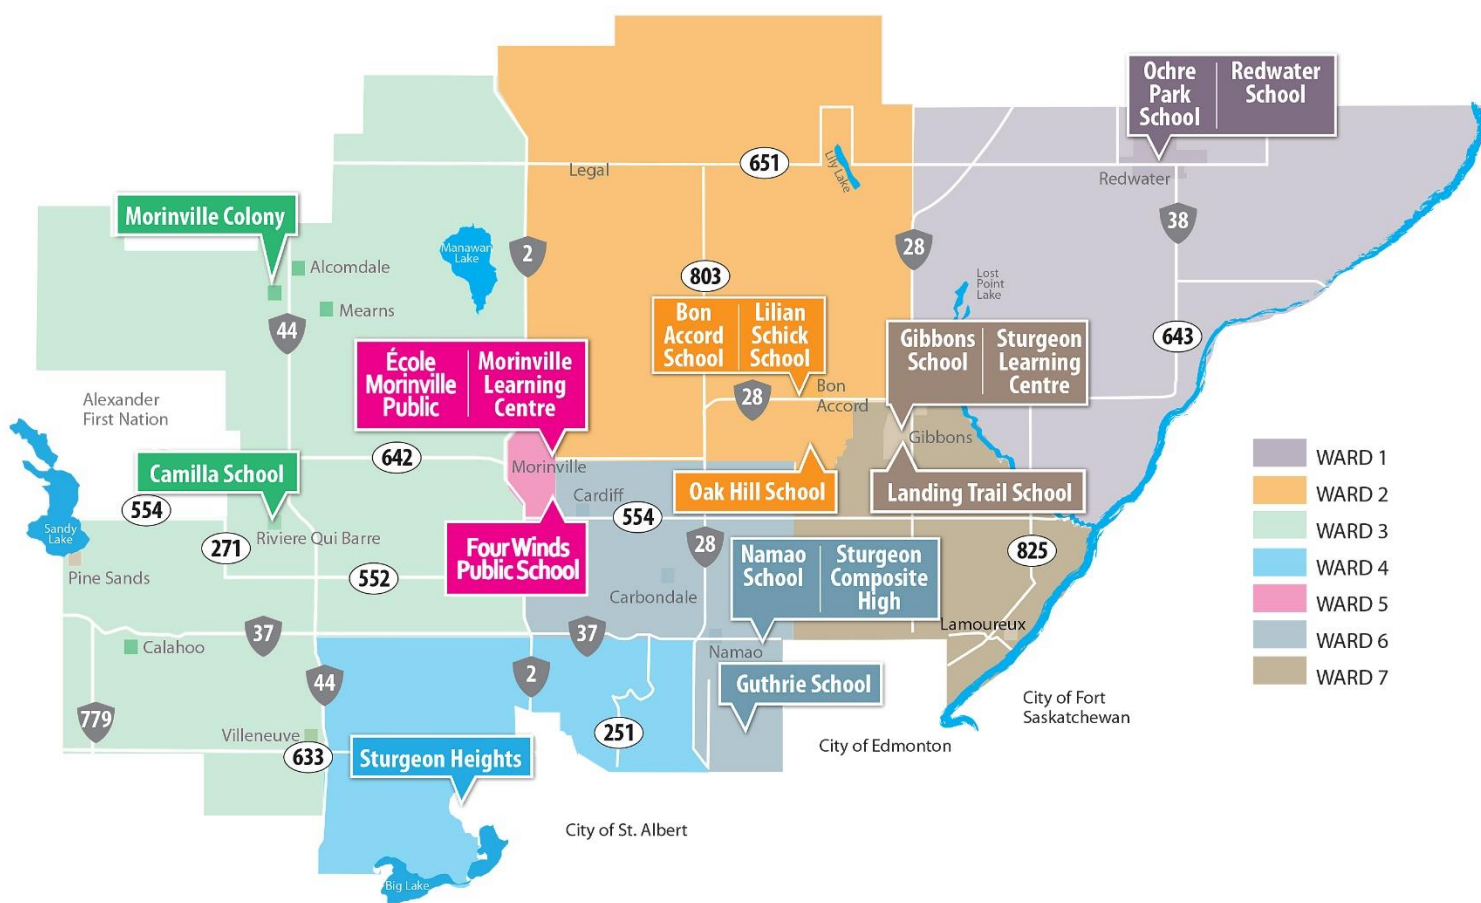 Ochre
Park
School
Redwater
School
651
Legal
Lily Lake
Redwater
38
Morinville Colony
Alcomdale
Mearns
44
Manawan
Lake
2
28
803
Lost
Point
Lake
643
École
Morinville
Public
Morinville
Learning
Centre
Bon
Accord
School
Lilian
Schick
School
28
Bon
Accord
Gibbons
School
Sturgeon
Learning
Centre
Gibbons
Alexander
First Nation
642
Morinville
Camilla School
554
Sandy
Lake
Pine Sands
271
Riviere Qui Barre
552
Cardiff
554
Oak Hill School
Landing Trail School
Four Winds
Public School
28
Namao
School
Sturgeon
Composite
High
825
Carbondale
Lamoureux
37
Calahoo
37
Namao
44
2
Guthrie School
779
Villeneuve
633
251
Sturgeon Heights
City of Fort
Saskatchewan
City of Edmonton
City of St. Albert
Big Lake
WARD 1
WARD 2
WARD 3
WARD 4
WARD 5
WARD 6
WARD 7